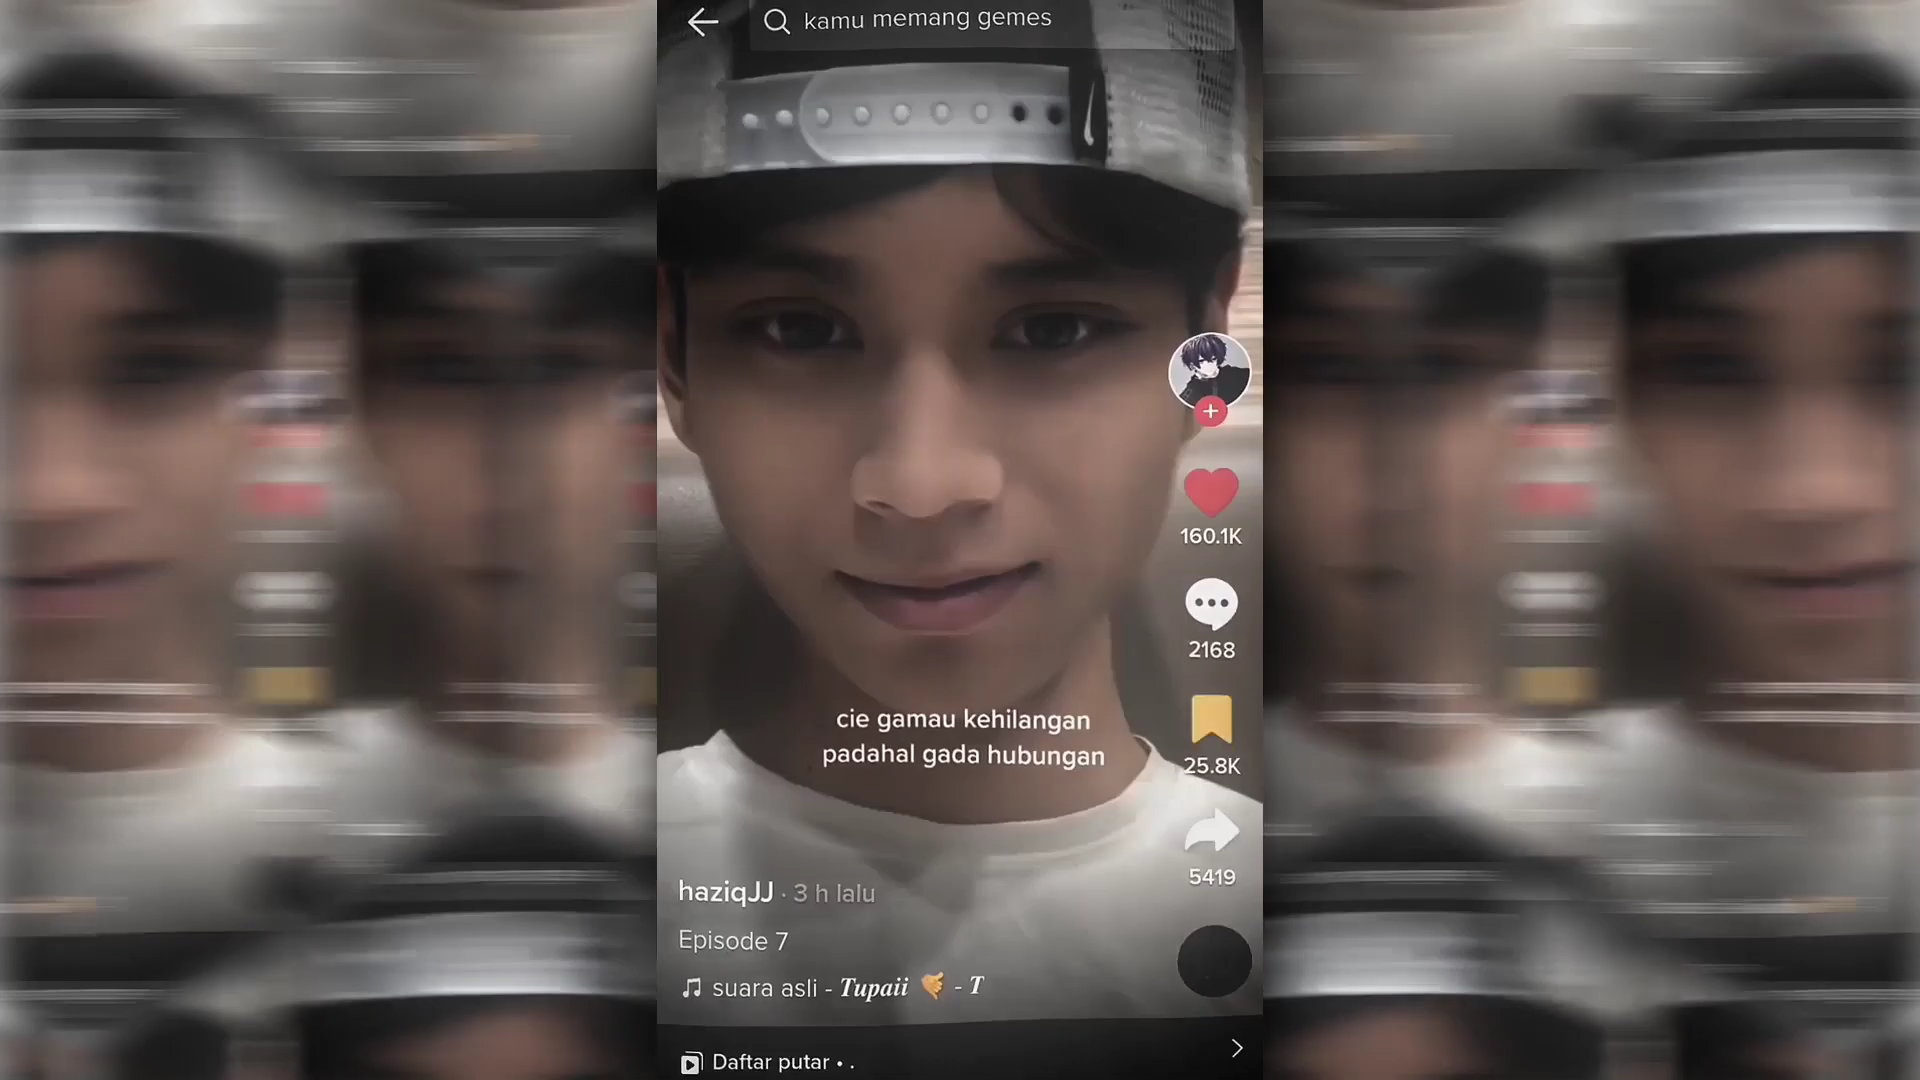 kamu memang gemes
160.1K
2168
cie gamau kehilangan
padahal gada hubungan
25.8K
5419
haziqJJ · 3 h lalu
Episode 7
suara asli - Tupaii 🤙 - T
Daftar putar • .